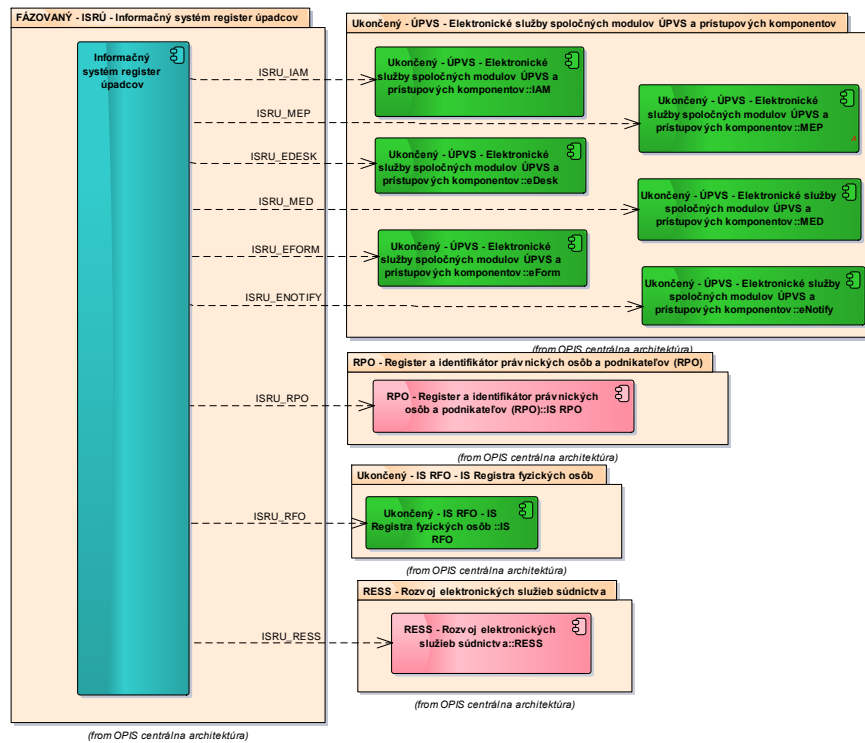 FÁZOVANÝ - ISRÚ - Informačný systém register úpadcov
Informačný
systém register
úpadcov
(from OPIS centrálna architektúra)
ISRU_IAM
ISRU_MEP
ISRU_EDESK
ISRU_MED
ISRU_EFORM
ISRU_ENOTIFY
ISRU_RPO
ISRU_RFO
ISRU_RESS
Ukončený - ÚPVS - Elektronické služby spoločných modulov ÚPVS a prístupových komponentov
Ukončený - ÚPVS - Elektronické
služby spoločných modulov ÚPVS
a prístupových komponentov::IAM
Ukončený - ÚPVS - Elektronické
služby spoločných modulov ÚPVS
a prístupových komponentov::MEP
A
Ukončený - ÚPVS - Elektronické
služby spoločných modulov ÚPVS
a prístupových komponentov::eDesk
Ukončený - ÚPVS - Elektronické služby
spoločných modulov ÚPVS a
prístupových komponentov::
MED
Ukončený - ÚPVS - Elektronické
služby spoločných modulov ÚPVS a
prístupových komponentov::eForm
Ukončený - ÚPVS - Elektronické služby
spoločných modulov ÚPVS a
prístupových komponentov::eNotify
(from OPIS centrálna architektúra)
RPO - Register a identifikátor právnických osôb a podnikateľov (RPO)
RPO - Register a identifikátor právnických
osôb a podnikateľov (RPO)::IS RPO
(from OPIS centrálna architektúra)
Ukončený - IS RFO - IS Registra fyzických osôb
Ukončený - IS RFO - IS
Registra fyzických osôb ::IS
RFO
(from OPIS centrálna architektúra)
RESS - Rozvoj elektronických služieb súdnictva
RESS - Rozvoj elektronických
služieb súdnictva::RESS
(from OPIS centrálna architektúra)